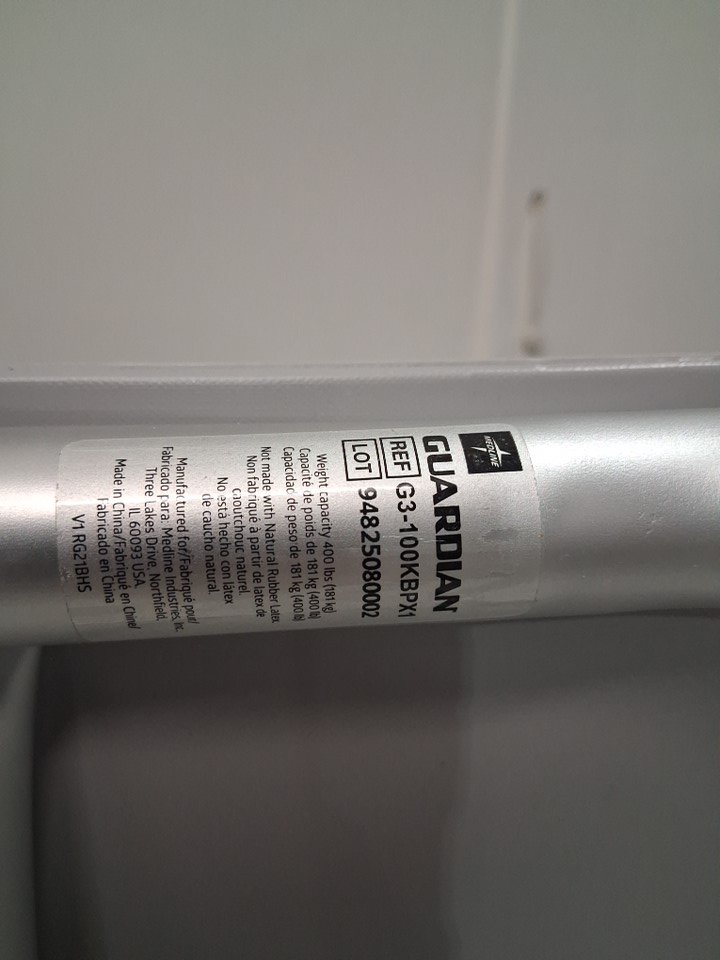 MEDLINE
GUARDIAN
REF G3-100KBPX1
LOT 94825080002
Weight capacity 400 lbs (181 kg)
Capacité de poids de 181 kg (400 lb)
Capacidad de peso de 181 kg (400 lb)
Not made with Natural Rubber Latex
Non fabriqué à partir de latex de
caoutchouc naturel.
No está hecho con látex
de caucho natural.
Manufactured for/Fabriqué pour/
Fabricado para: Medline Industries, Inc.
Three Lakes Drive, Northfield,
IL 60093 USA.
Made in China/Fabriqué en Chine/
Fabricado en China
V1 RG21BHS